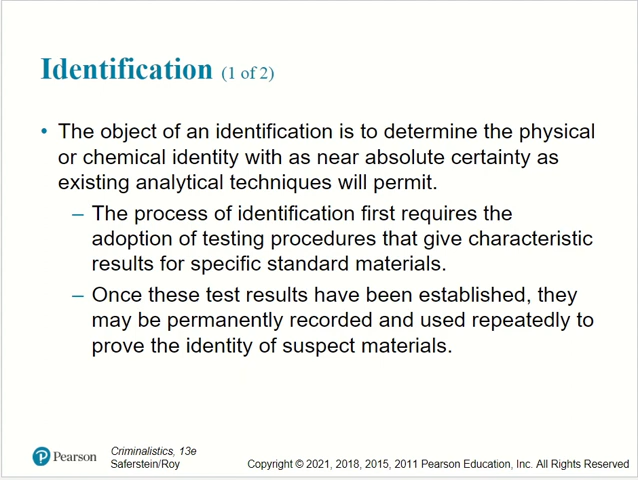 Identification (1 of 2)
• The object of an identification is to determine the physical
or chemical identity with as near absolute certainty as
existing analytical techniques will permit.
– The process of identification first requires the
adoption of testing procedures that give characteristic
results for specific standard materials.
– Once these test results have been established, they
may be permanently recorded and used repeatedly to
prove the identity of suspect materials.
Pearson
Criminalistics, 13e
Saferstein/Roy
Copyright © 2021, 2018, 2015, 2011 Pearson Education, Inc. All Rights Reserved